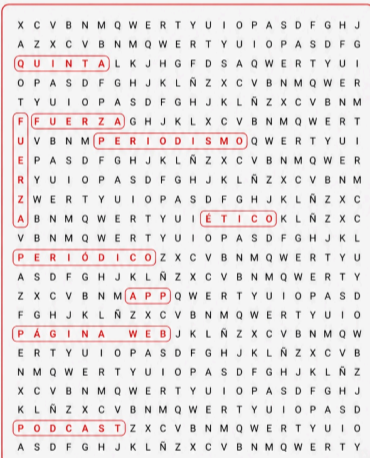 X C V B N M Q W E R T Y U I O P A S D F G H J
A Z X C V B N M Q W E R T Y U I O P A S D F G
Q U I N T A L K J H G F D S A Q W E R T Y U I
O P A S D F G H J K L Ñ Z X C V B N M Q W E R
T Y U I O P A S D F G H J K L Ñ Z X C V B N M
F F U E R Z A G H J K L X C V B N M Q W E R T
U V B N M P E R I O D I S M O Q W E R T Y U I
E P A S D F G H J K L Ñ Z X C V B N M Q W E R
R Y U I O P A S D F G H J K L Ñ Z X C V B N M
Z W E R T Y U I O P A S D F G H J K L Ñ Z X C
A B N M Q W E R T Y U I É T I C O K L Ñ Z X C
V B N M Q W E R T Y U I O P A S D F G H J K L
P E R I Ó D I C O Z X C V B N M Q W E R T Y U
A S D F G H J K L Ñ Z X C V B N M Q W E R T Y
Z X C V B N M A P P Q W E R T Y U I O P A S D
F G H J K L Ñ Z X C V B N M Q W E R T Y U I O
P Á G I N A W E B J K L Ñ Z X C V B N M Q W
E R T Y U I O P A S D F G H J K L Ñ Z X C V B
N M Q W E R T Y U I O P A S D F G H J K L Ñ Z
X C V B N M Q W E R T Y U I O P A S D F G H J
K L Ñ Z X C V B N M Q W E R T Y U I O P A S D
P O D C A S T Z X C V B N M Q W E R T Y U I O
A S D F G H J K L Ñ Z X C V B N M Q W E R T Y